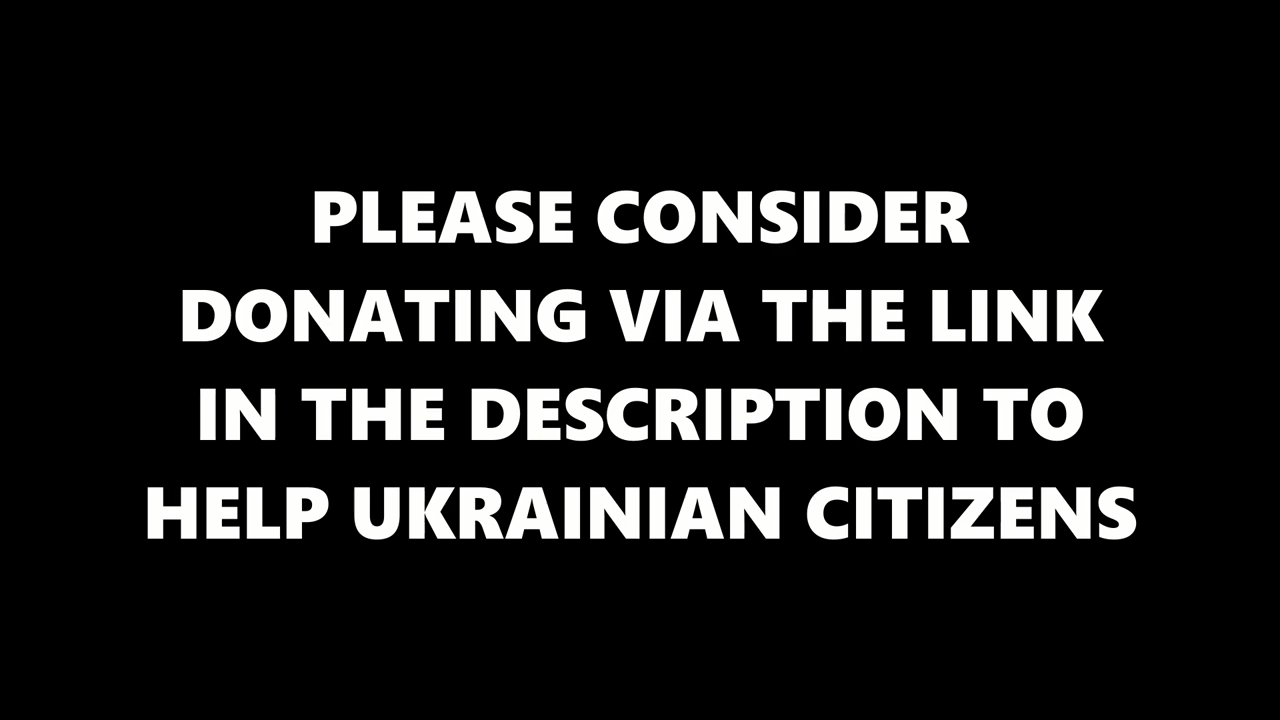 PLEASE CONSIDER
DONATING VIA THE LINK
IN THE DESCRIPTION TO
HELP UKRAINIAN CITIZENS